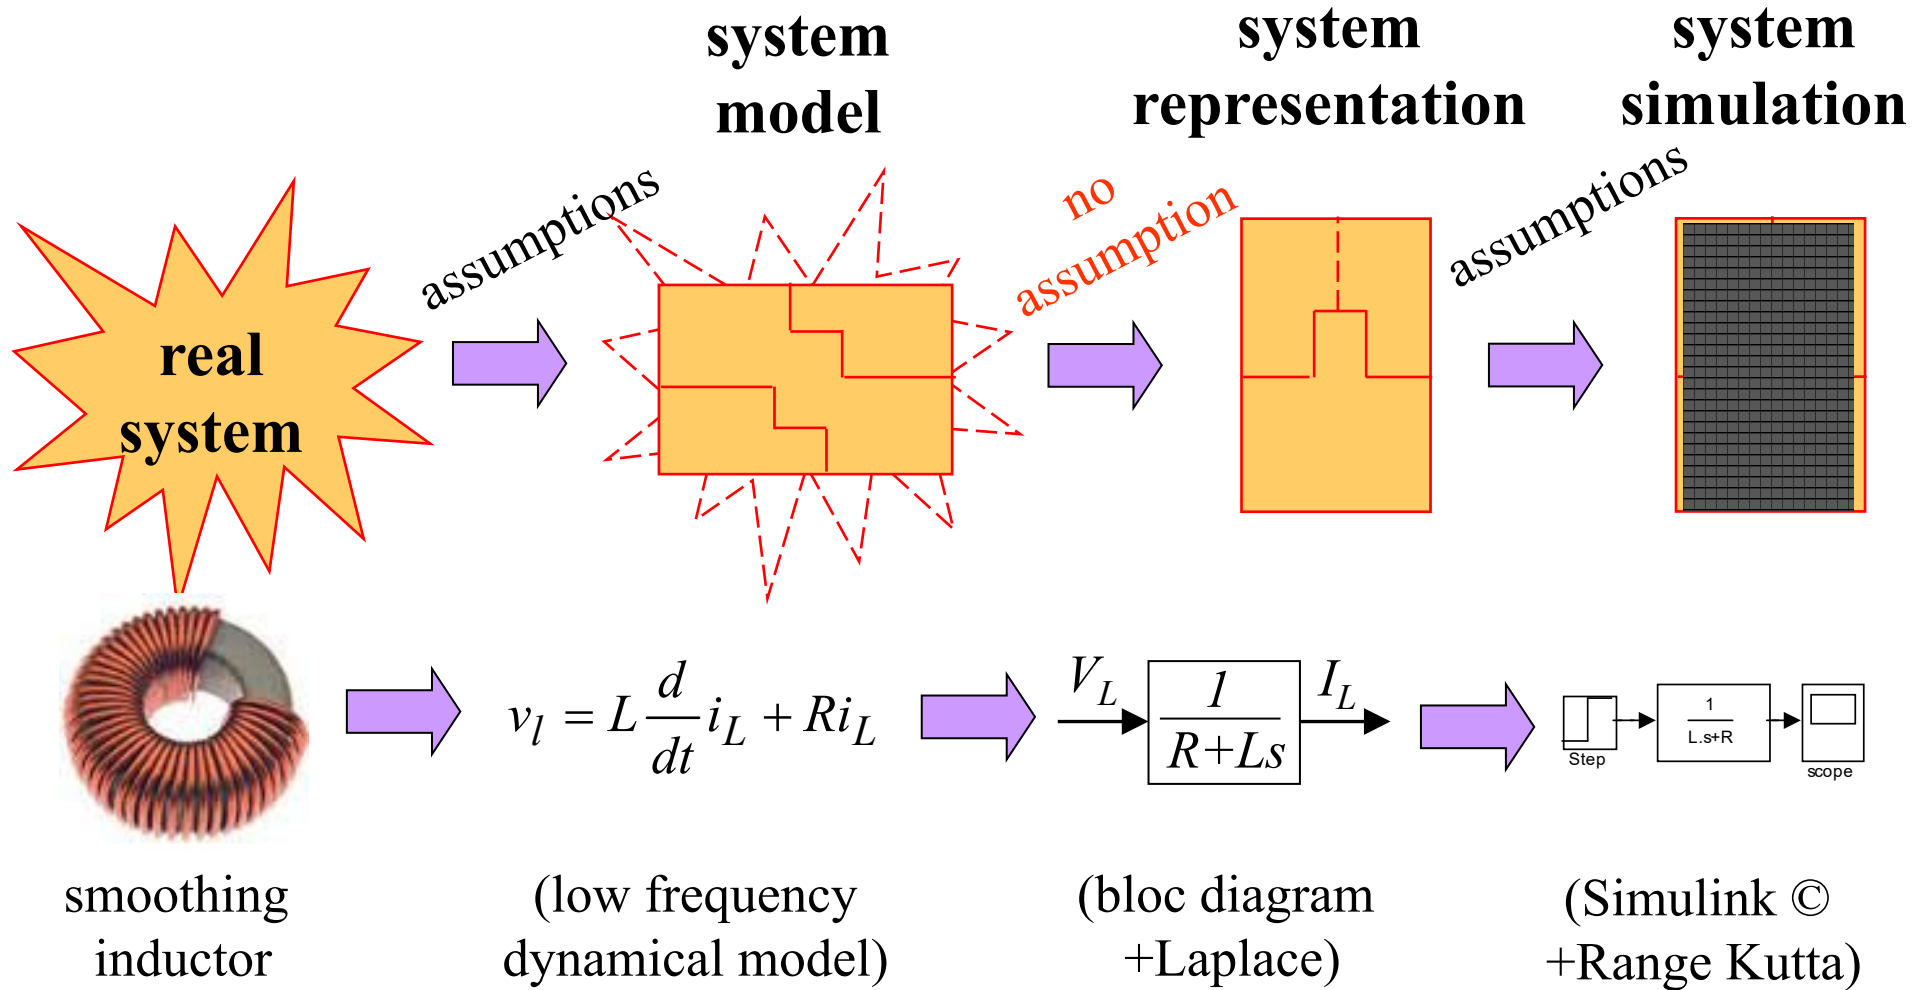 system
model
system
representation
system
simulation
assumptions
no
assumption
assumptions
real
system
v_l = L d/dt i_L + Ri_L
V_L
1
R+Ls
I_L
1
L.s+R
Step
scope
smoothing
inductor
(low frequency
dynamical model)
(bloc diagram
+Laplace)
(Simulink ©
+Range Kutta)